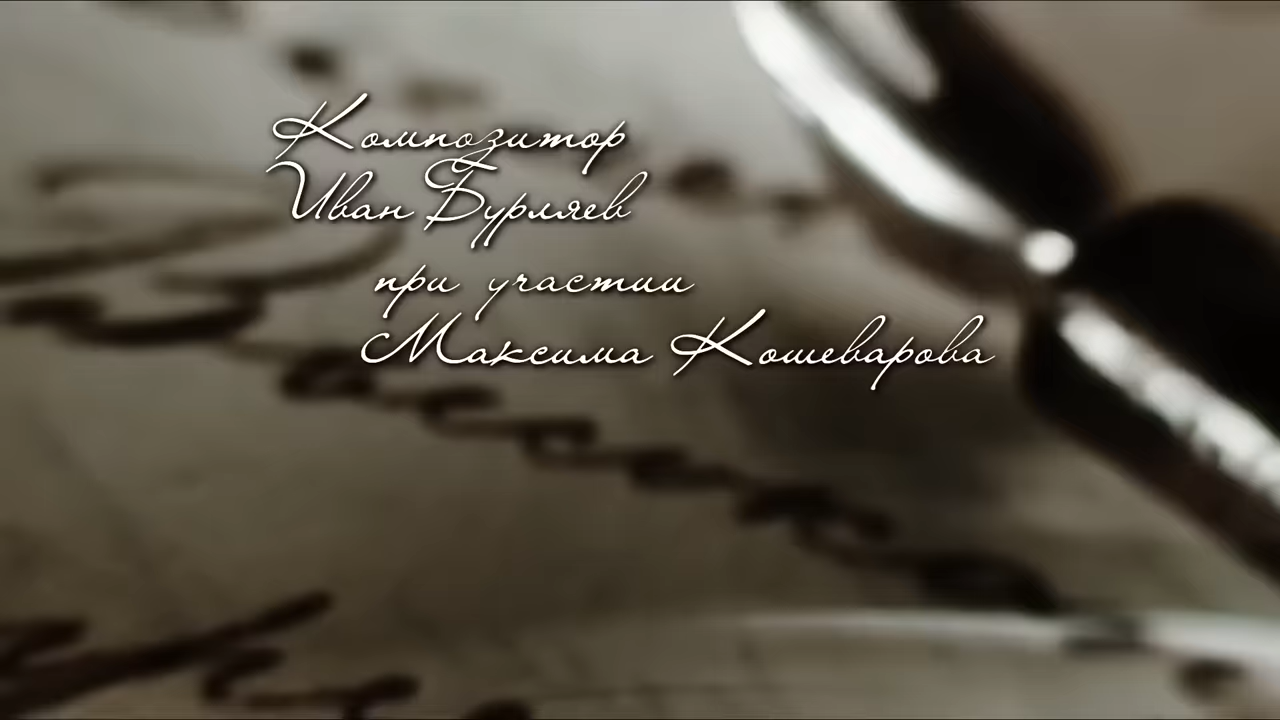 Композитор
Иван Бурляев
при участии
Максима Кошеварова